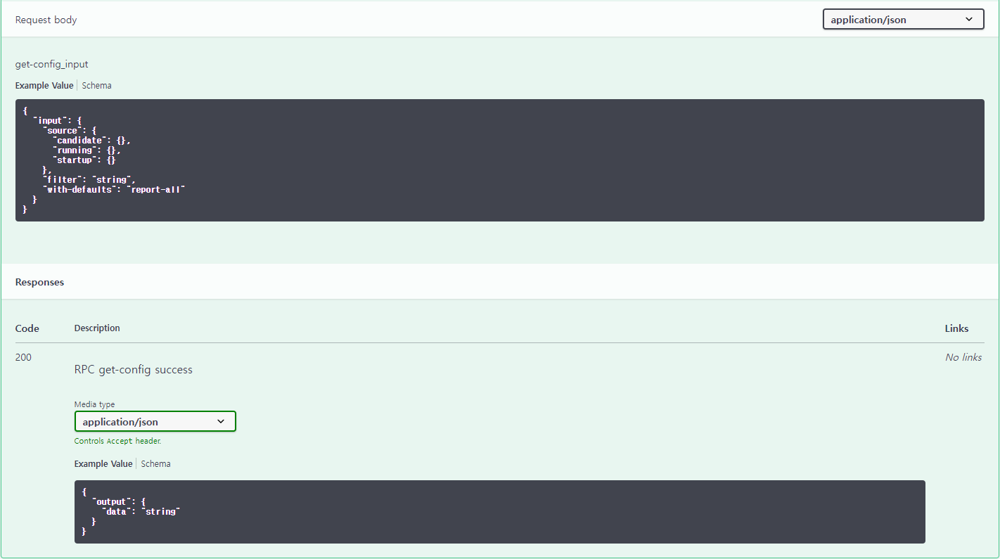 Request body
application/json
get-config_input
Example Value | Schema
{
  "input": {
    "source": {
      "candidate": {},
      "running": {},
      "startup": {}
    },
    "filter": "string",
    "with-defaults": "report-all"
  }
}
Responses
Code Description Links
200 RPC get-config success No links
Media type
application/json
Controls Accept header.
Example Value | Schema
{
  "output": {
    "data": "string"
  }
}